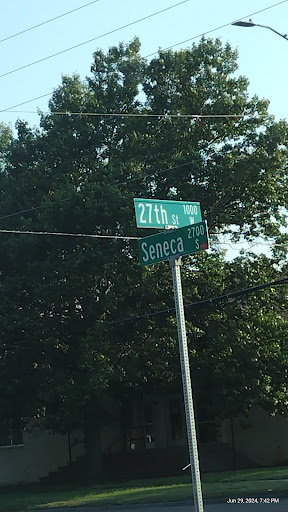 27th St 1000 W
Seneca 2700 S
Jun 29, 2024, 7:42 PM